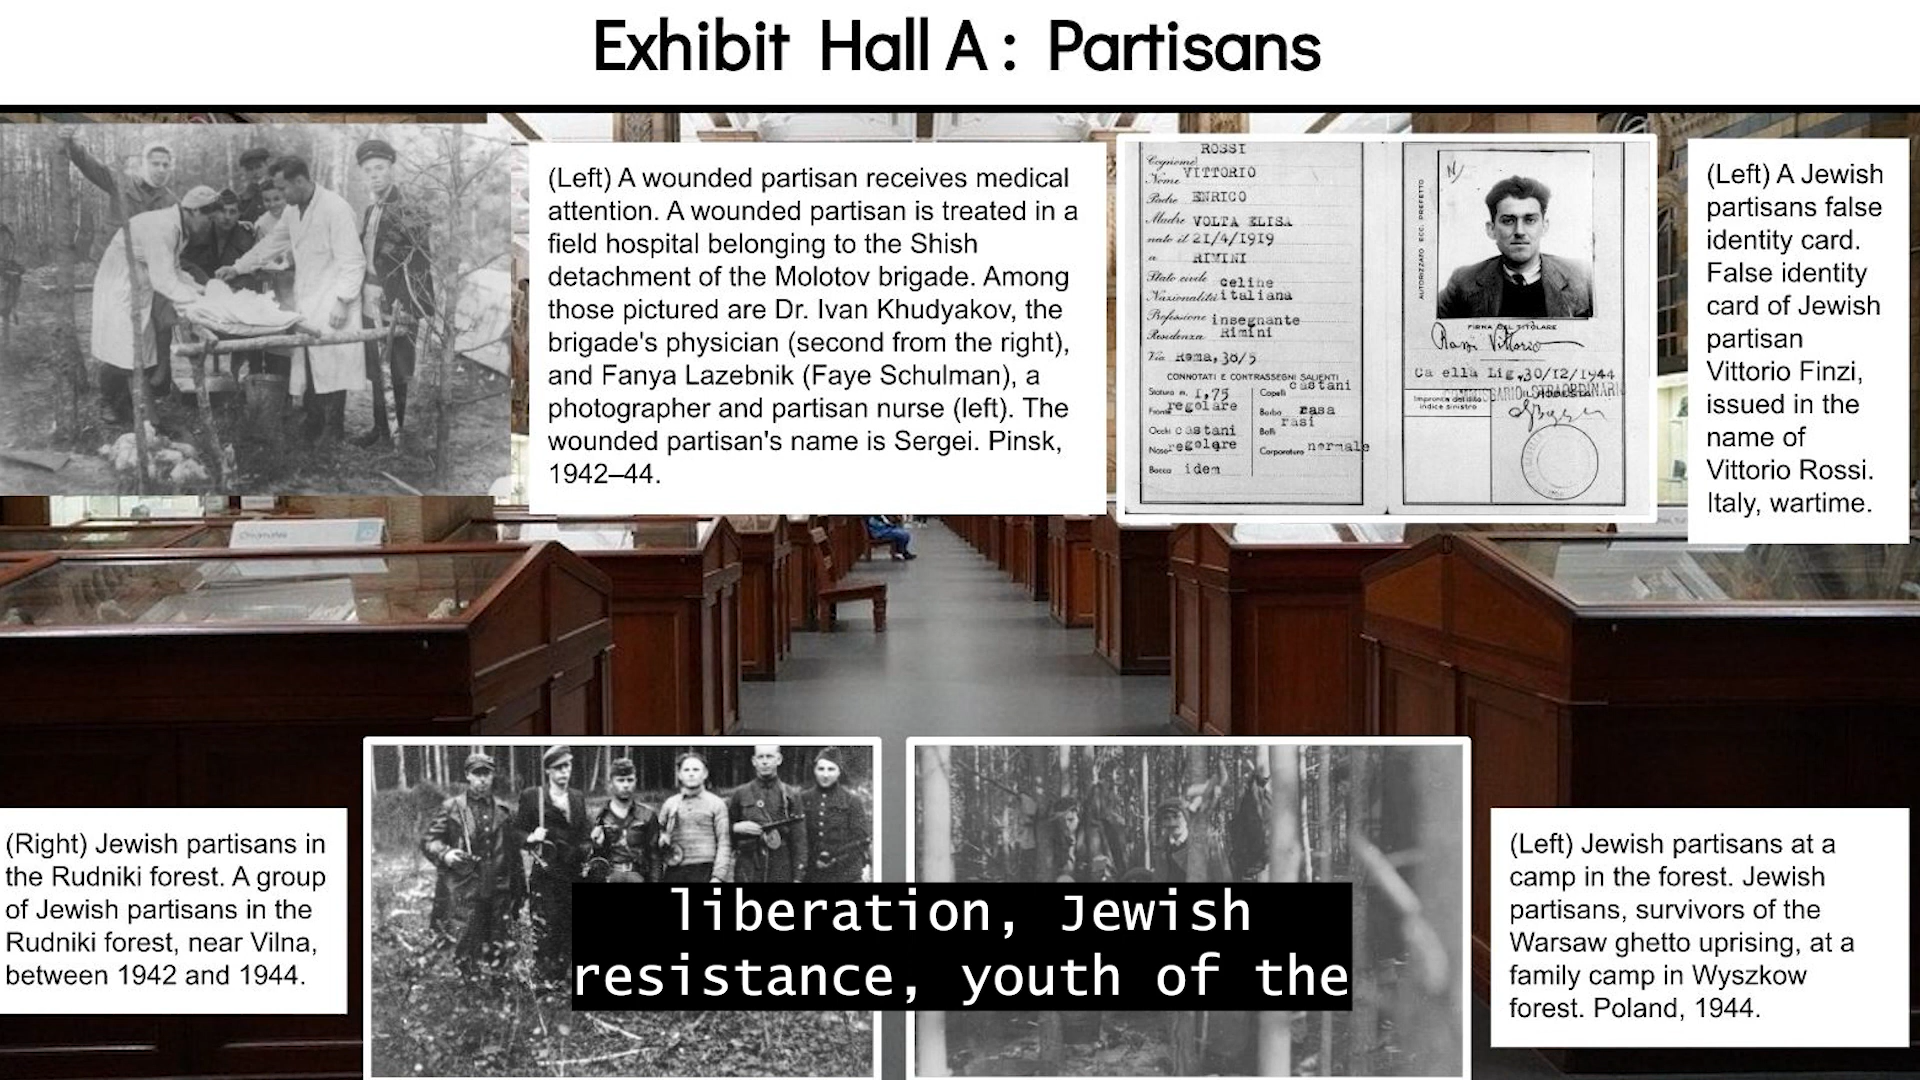 Exhibit Hall A : Partisans
(Left) A wounded partisan receives medical
attention. A wounded partisan is treated in a
field hospital belonging to the Shish
detachment of the Molotov brigade. Among
those pictured are Dr. Ivan Khudyakov, the
brigade's physician (second from the right),
and Fanya Lazebnik (Faye Schulman), a
photographer and partisan nurse (left). The
wounded partisan's name is Sergei. Pinsk,
1942–44.
ROSSI
Cognome
Nome VITTORIO
Padre ENRICO
Madre VOLTA ELISA
nato il 21/4/1919
a RIMINI
Stato civile celibe
Nazionalità italiana
Professione insegnante
Residenza Rimini
Via Roma, 30/5
CONNOTATI E CONTRASSEGNI SALIENTI
Statura m. 1,75
Fronte regolare
Occhi castani
Naso regolare
Bocca idem
Capelli castani
Barba rasa
Baffi rasi
Corporatura normale
AUTORIZZATO ECC. PREFETTO
FIRMA DEL TITOLARE
Rossi Vittorio
30/12/1944
Impronta del dito
indice sinistro
(Left) A Jewish
partisans false
identity card.
False identity
card of Jewish
partisan
Vittorio Finzi,
issued in the
name of
Vittorio Rossi.
Italy, wartime.
(Right) Jewish partisans in
the Rudniki forest. A group
of Jewish partisans in the
Rudniki forest, near Vilna,
between 1942 and 1944.
liberation, Jewish
resistance, youth of the
(Left) Jewish partisans at a
camp in the forest. Jewish
partisans, survivors of the
Warsaw ghetto uprising, at a
family camp in Wyszkow
forest. Poland, 1944.